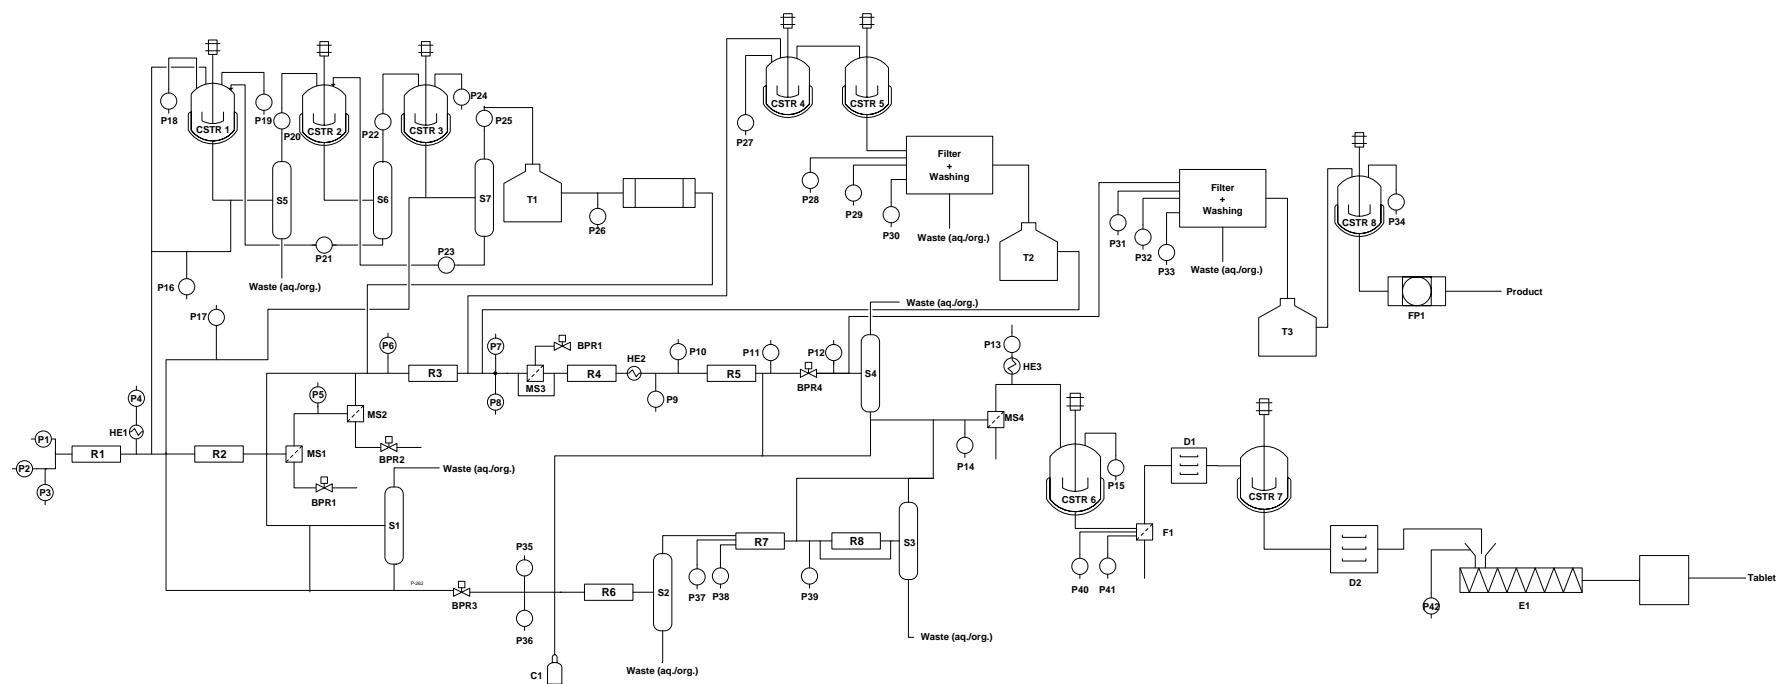 CSTR 1
CSTR 2
CSTR 3
CSTR 4
CSTR 5
P18
P19
P20
P22
P24
P25
P27
S5
S6
S7
T1
P26
P21
P23
P16
Waste (aq./org.)
P17
Filter
+
Washing
P28
P29
P30
Waste (aq./org.)
T2
Filter
+
Washing
P31
P32
P33
Waste (aq./org.)
T3
CSTR 8
P34
FP1
Product
Waste (aq./org.)
P6
R3
P7
P8
BPR1
MS3
R4
HE2
P10
P9
R5
P11
P12
BPR4
S4
P13
HE3
MS4
P14
P4
HE1
P1
P2
P3
R1
R2
P5
MS2
MS1
BPR2
BPR1
Waste (aq./org.)
S1
P-282
BPR3
P35
P36
C1
R6
S2
Waste (aq./org.)
P37
P38
R7
P39
R8
S3
Waste (aq./org.)
CSTR 6
P15
P40
P41
F1
D1
CSTR 7
D2
P42
E1
Tablet